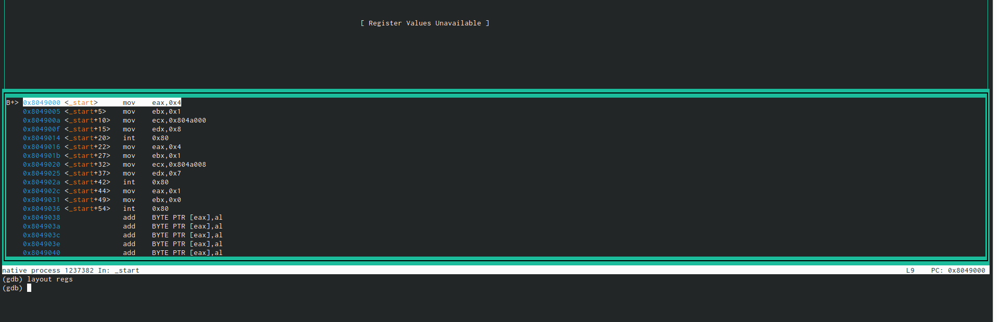 [ Register Values Unavailable ]
B+> 0x8049000 <_start> mov eax,0x4
0x8049005 <_start+5> mov ebx,0x1
0x804900a <_start+10> mov ecx,0x804a000
0x804900f <_start+15> mov edx,0x8
0x8049014 <_start+20> int 0x80
0x8049016 <_start+22> mov eax,0x4
0x804901b <_start+27> mov ebx,0x1
0x8049020 <_start+32> mov ecx,0x804a008
0x8049025 <_start+37> mov edx,0x7
0x804902a <_start+42> int 0x80
0x804902c <_start+44> mov eax,0x1
0x8049031 <_start+49> mov ebx,0x0
0x8049036 <_start+54> int 0x80
0x8049038 add BYTE PTR [eax],al
0x804903a add BYTE PTR [eax],al
0x804903c add BYTE PTR [eax],al
0x804903e add BYTE PTR [eax],al
0x8049040 add BYTE PTR [eax],al
native process 1237382 In: _start L9 PC: 0x8049000
(gdb) layout regs
(gdb)